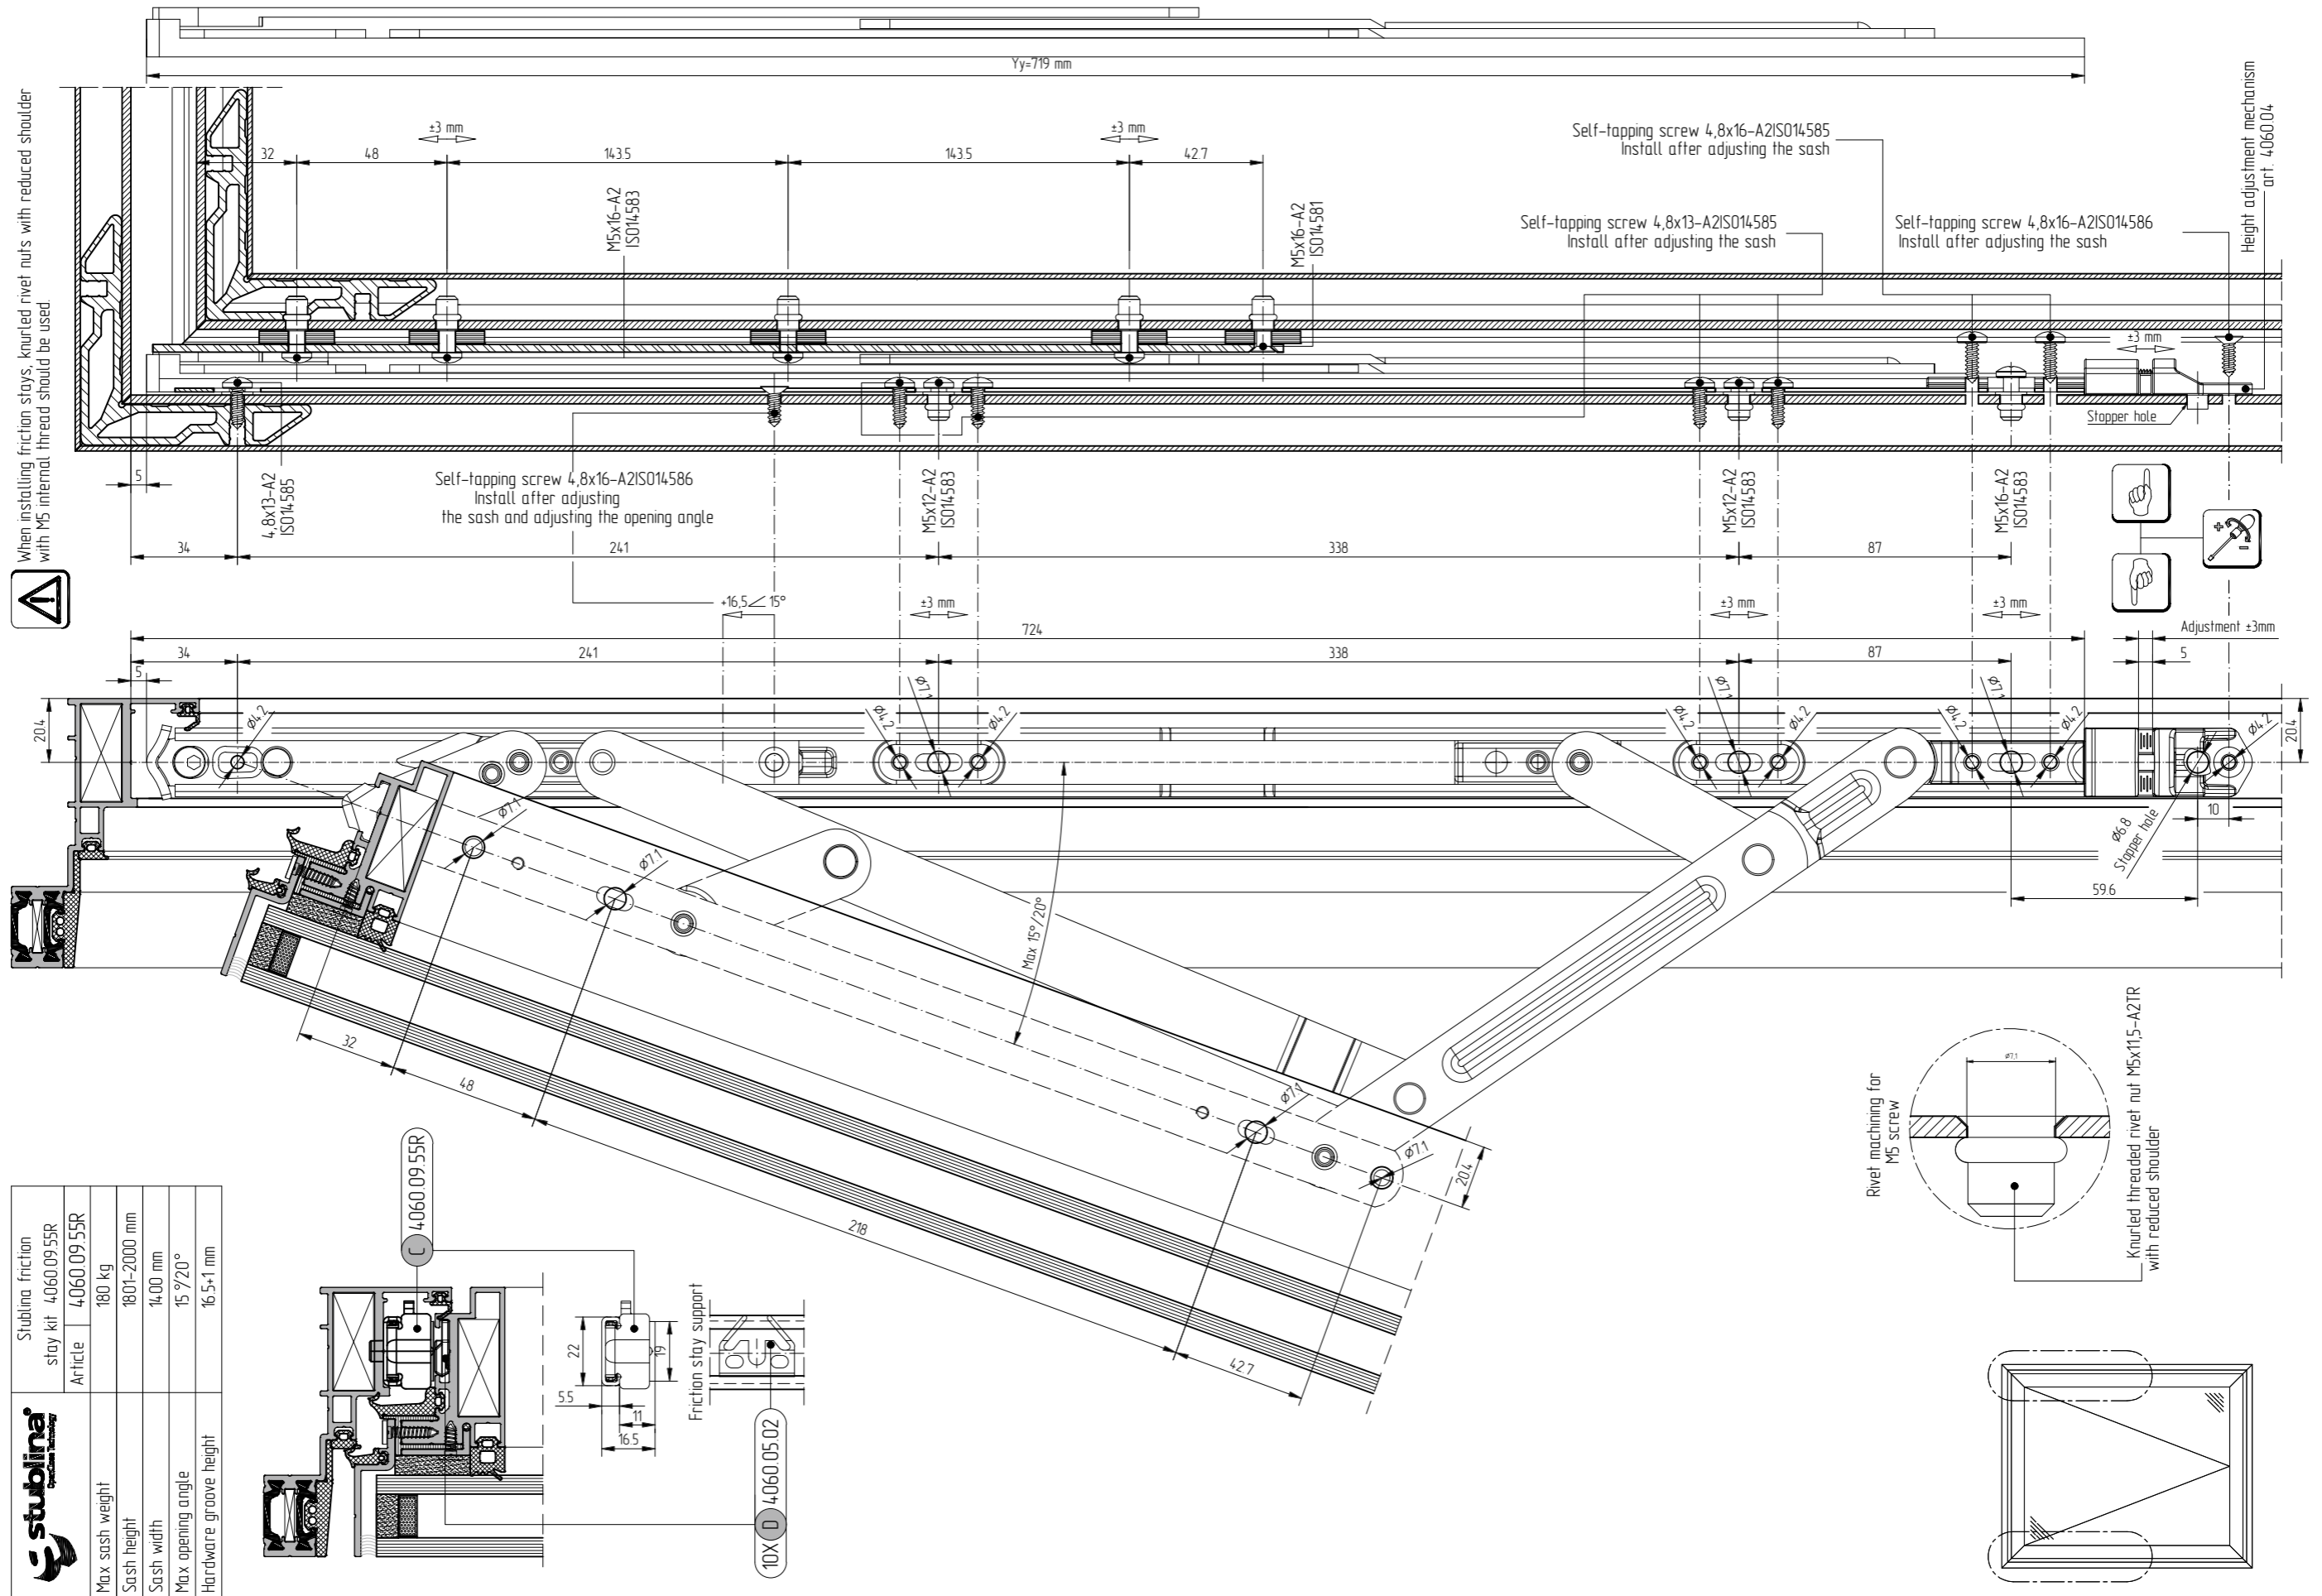 Yy=719 mm
When installing friction stays, knurled rivet nuts with reduced shoulder
with M5 internal thread should be used.
±3 mm
±3 mm
32
48
143.5
143.5
42.7
M5x16-A2
ISO14583
M5x16-A2
ISO14581
Self-tapping screw 4,8x16-A2ISO14585
Install after adjusting the sash
Self-tapping screw 4,8x13-A2ISO14585
Install after adjusting the sash
Self-tapping screw 4,8x16-A2ISO14586
Install after adjusting the sash
Height adjustment mechanism
art. 4060.04
±3 mm
Stopper hole
5
4,8x13-A2
ISO14585
Self-tapping screw 4,8x16-A2ISO14586
Install after adjusting
the sash and adjusting the opening angle
M5x12-A2
ISO14583
M5x12-A2
ISO14583
M5x16-A2
ISO14583
34
241
338
87
+16,5∠ 15°
±3 mm
±3 mm
±3 mm
724
Adjustment ±3mm
34
241
338
87
5
5
20.4
Ø4.2
Ø4.2
Ø7.1
Ø4.2
Ø4.2
Ø7.1
Ø4.2
Ø4.2
Ø7.1
Ø4.2
Ø4.2
20.4
10
Ø6.8
Stopper hole
59.6
Ø7.1
Ø7.1
Max 15°/20°
Ø7.1
Ø7.1
20.4
32
48
218
42.7
Rivet machining for
M5 screw
Ø7.1
Knurled threaded rivet nut M5x11,5-A2TR
with reduced shoulder
C 4060.09.55R
22
19
5.5
11
16.5
Friction stay support
10X D 4060.05.02
stublina®
OpenClose Technology
Stublina friction
stay kit 4060.09.55R
Article 4060.09.55R
Max sash weight 180 kg
Sash height 1801-2000 mm
Sash width 1400 mm
Max opening angle 15 °/20°
Hardware groove height 16.5+1 mm